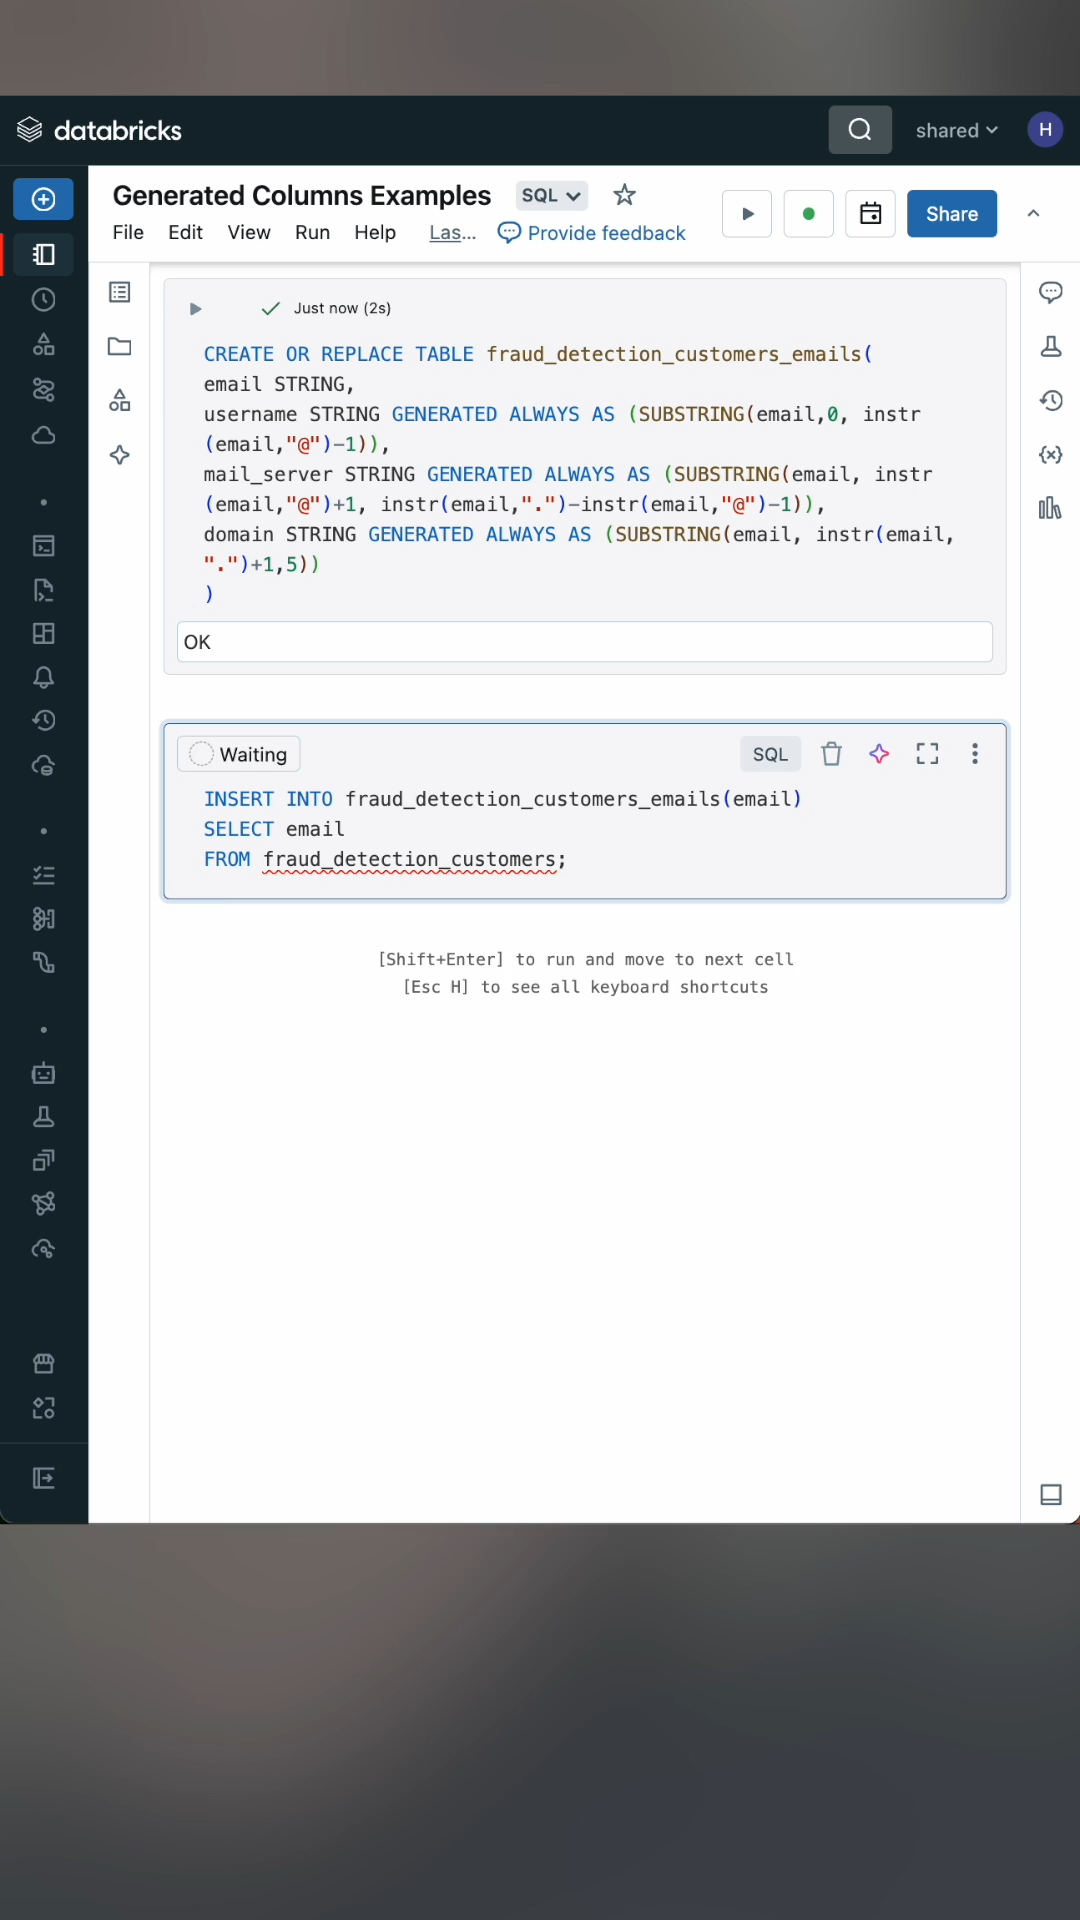 databricks
shared
H
Generated Columns Examples
SQL
File Edit View Run Help Las... Provide feedback
Share
Just now (2s)
CREATE OR REPLACE TABLE fraud_detection_customers_emails(
email STRING,
username STRING GENERATED ALWAYS AS (SUBSTRING(email,0, instr
(email,"@")-1)),
mail_server STRING GENERATED ALWAYS AS (SUBSTRING(email, instr
(email,"@")+1, instr(email,".")-instr(email,"@")-1)),
domain STRING GENERATED ALWAYS AS (SUBSTRING(email, instr(email,
".")+1,5))
)
OK
Waiting
SQL
INSERT INTO fraud_detection_customers_emails(email)
SELECT email
FROM fraud_detection_customers;
[Shift+Enter] to run and move to next cell
[Esc H] to see all keyboard shortcuts